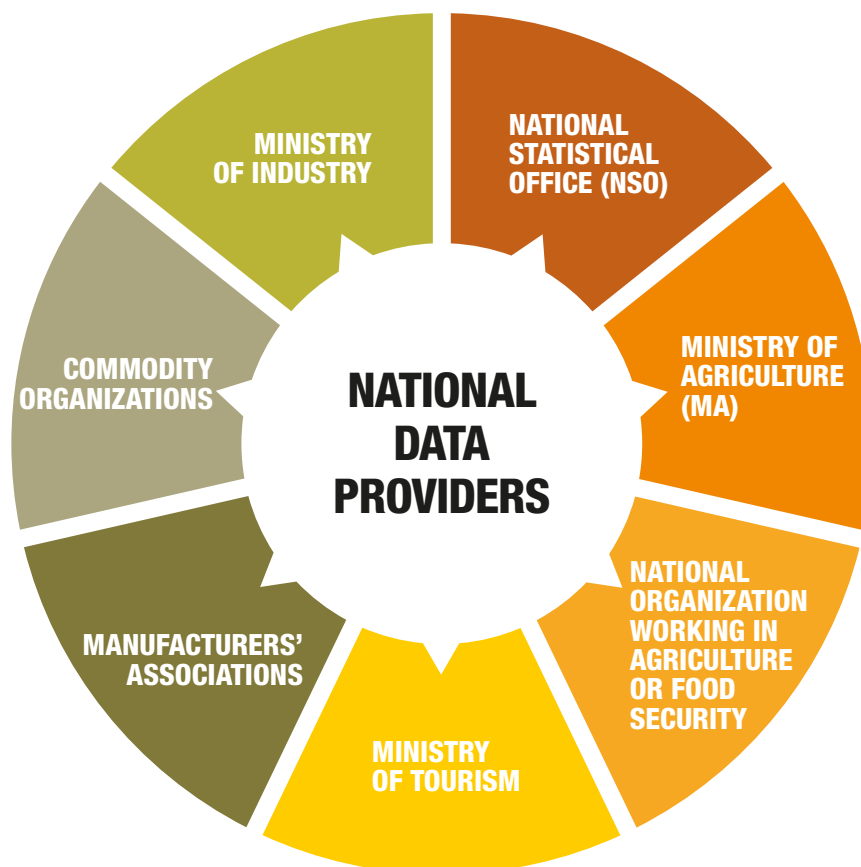 NATIONAL
DATA
PROVIDERS
NATIONAL
STATISTICAL
OFFICE (NSO)
MINISTRY OF
AGRICULTURE
(MA)
NATIONAL
ORGANIZATION
WORKING IN
AGRICULTURE
OR FOOD
SECURITY
MINISTRY
OF TOURISM
MANUFACTURERS’
ASSOCIATIONS
COMMODITY
ORGANIZATIONS
MINISTRY
OF INDUSTRY